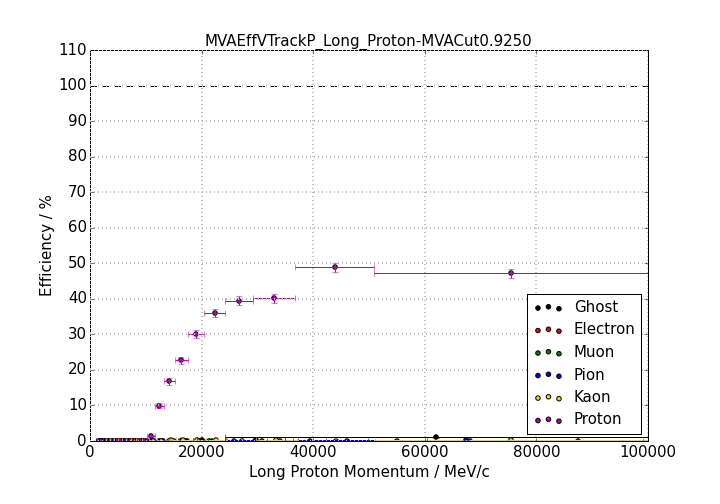 MVAEffVTrackP_Long_Proton-MVACut0.9250
110
100
90
80
70
60
50
40
30
20
10
0
Efficiency / %
0 20000 40000 60000 80000 100000
Long Proton Momentum / MeV/c
Ghost
Electron
Muon
Pion
Kaon
Proton